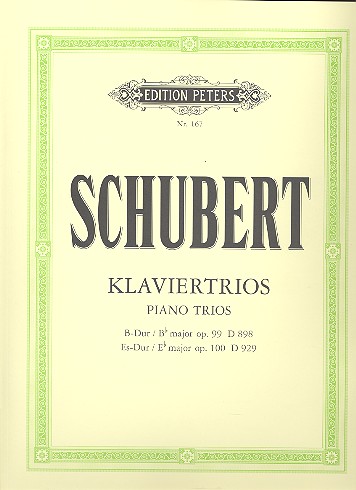 EDITION PETERS
Nr. 167
SCHUBERT
KLAVIERTRIOS
PIANO TRIOS
B-Dur / B♭ major op. 99 D 898
Es-Dur / E♭ major op. 100 D 929